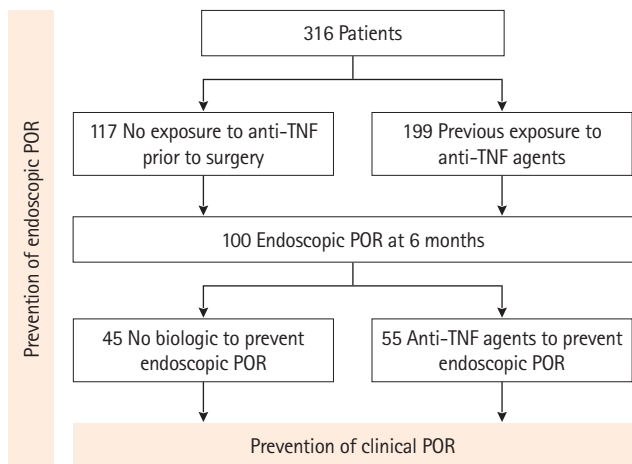 Prevention of endoscopic POR
316 Patients
117 No exposure to anti-TNF
prior to surgery
199 Previous exposure to
anti-TNF agents
100 Endoscopic POR at 6 months
45 No biologic to prevent
endoscopic POR
55 Anti-TNF agents to prevent
endoscopic POR
Prevention of clinical POR